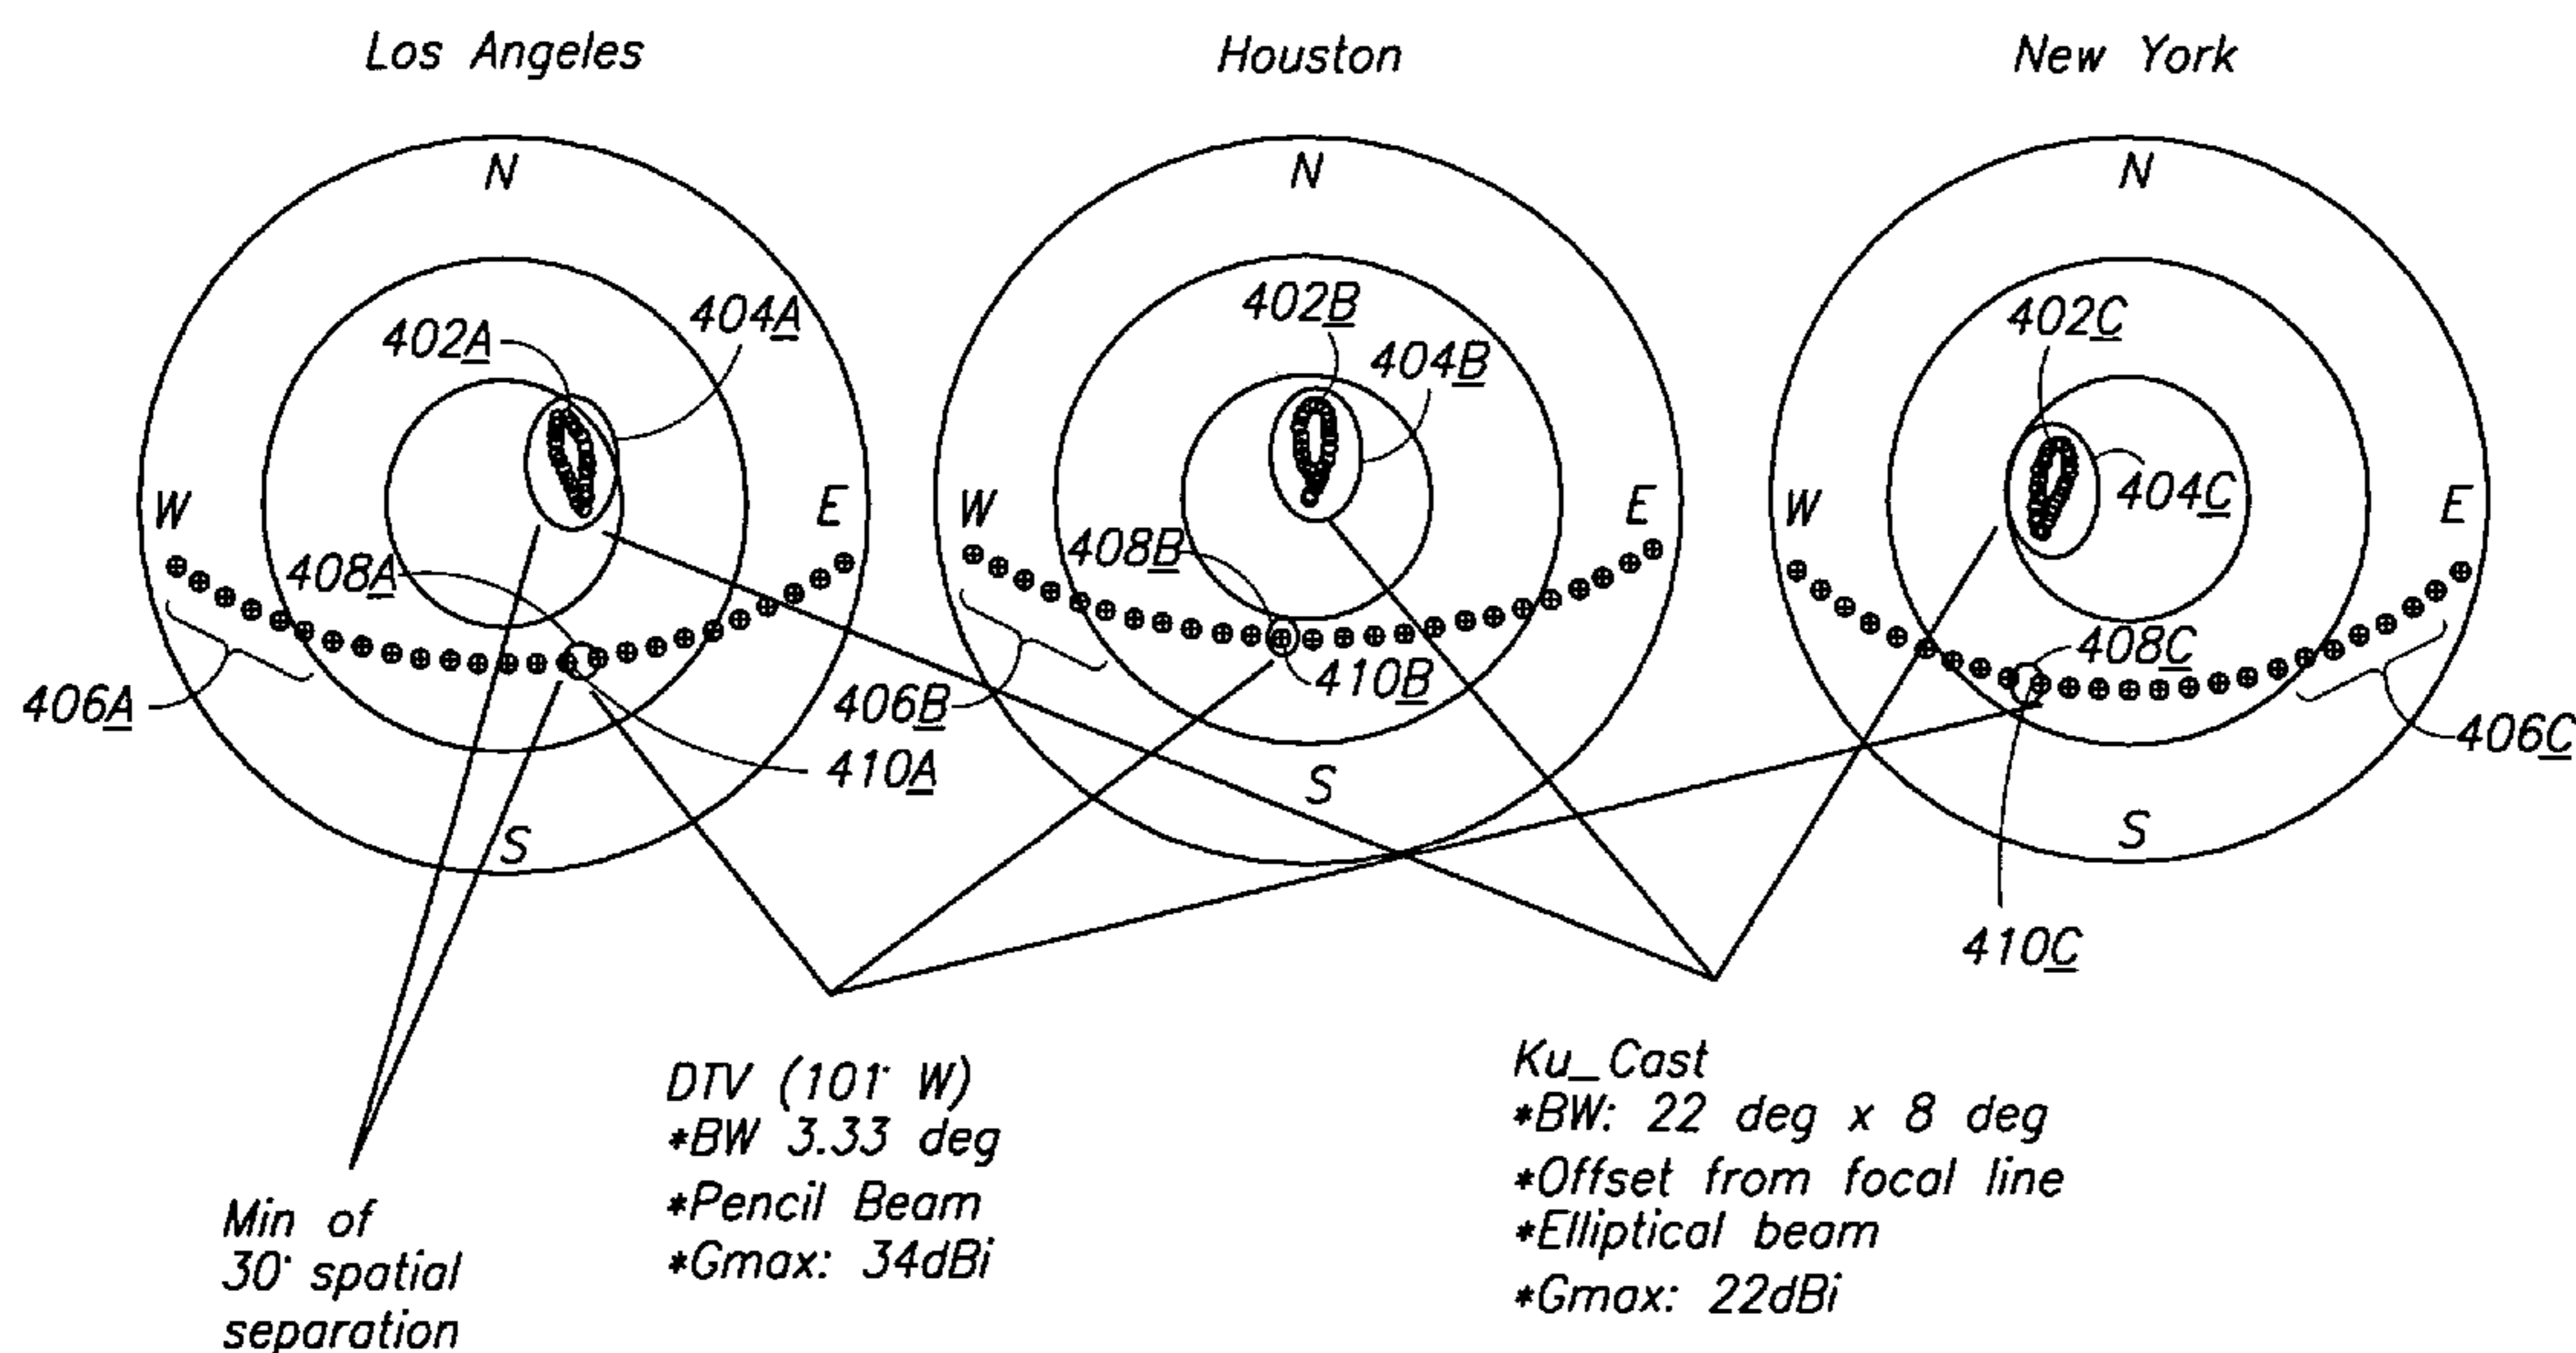 Los Angeles
Houston
New York
N
N
N
402A
404A
402B
404B
402C
404C
W
E
W
E
W
E
408A
408B
408C
406A
406B
410B
406C
410A
S
S
S
410C
DTV (101° W)
*BW 3.33 deg
*Pencil Beam
*Gmax: 34dBi
Ku_Cast
*BW: 22 deg x 8 deg
*Offset from focal line
*Elliptical beam
*Gmax: 22dBi
Min of
30° spatial
separation